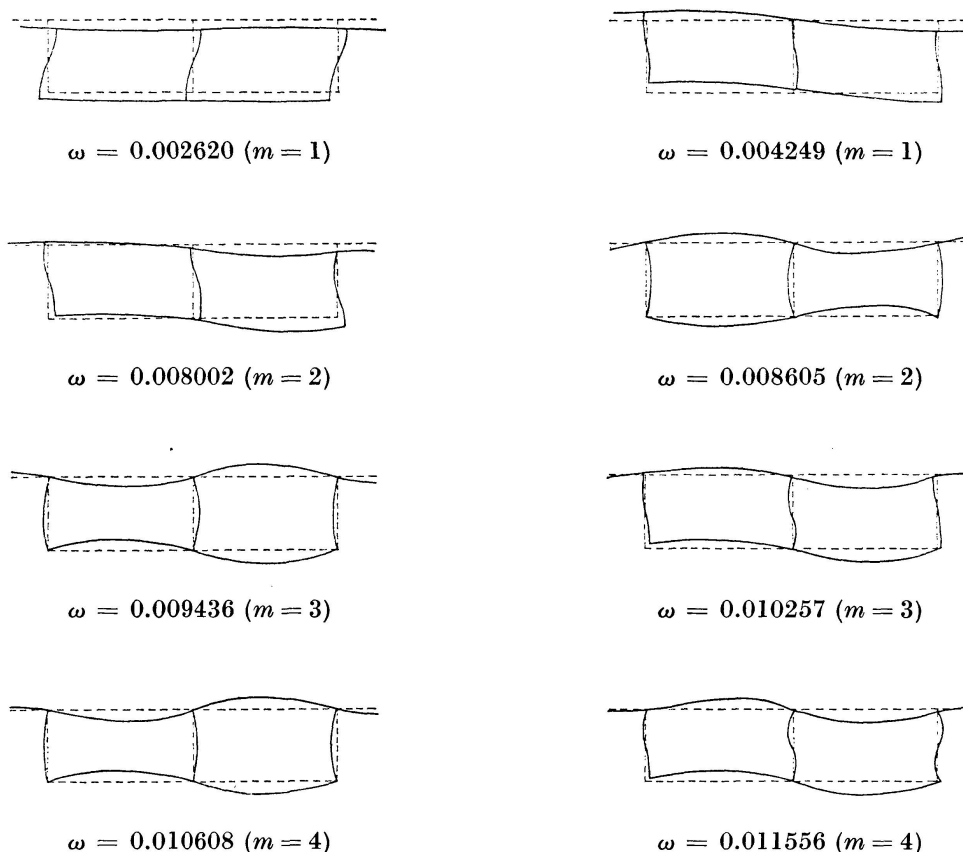 ω = 0.002620 (m = 1)
ω = 0.004249 (m = 1)
ω = 0.008002 (m = 2)
ω = 0.008605 (m = 2)
ω = 0.009436 (m = 3)
ω = 0.010257 (m = 3)
ω = 0.010608 (m = 4)
ω = 0.011556 (m = 4)